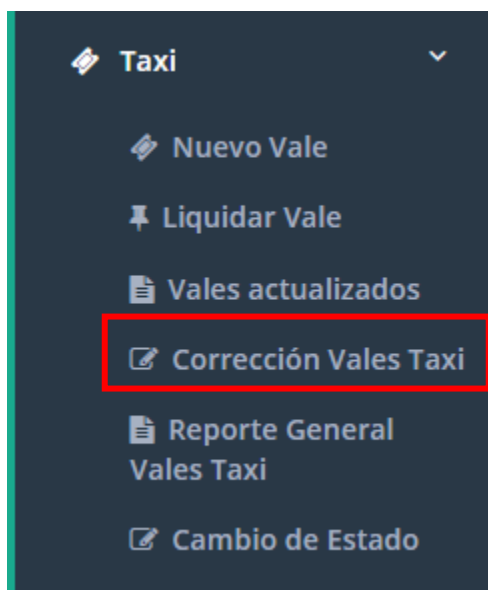 Taxi
Nuevo Vale
Liquidar Vale
Vales actualizados
Corrección Vales Taxi
Reporte General
Vales Taxi
Cambio de Estado